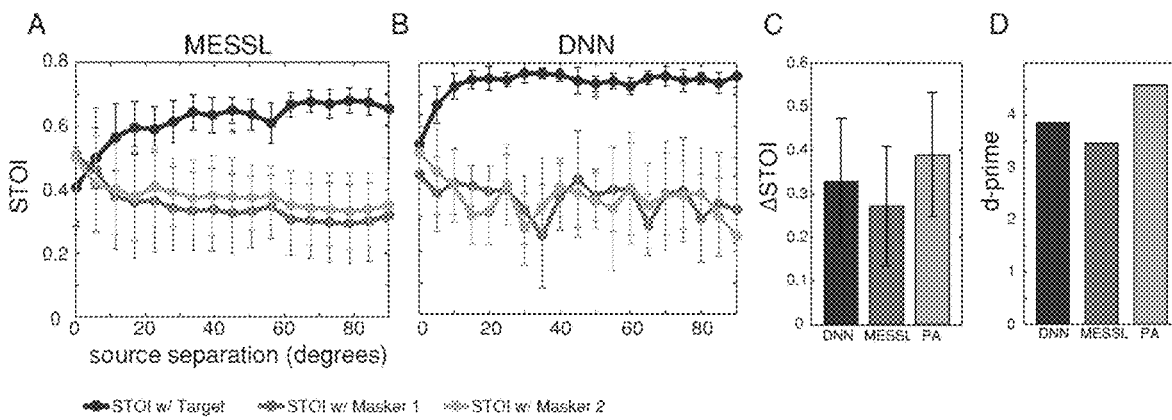 A
B
C
D
MESSL
DNN
0.8
0.6
0.4
0.2
0
STOI
0 20 40 60 80
0 20 40 60 80
source separation (degrees)
0.6
0.5
0.4
0.3
0.2
0.1
0
ΔSTOI
DNN MESSL PA
4
3
2
1
0
d-prime
DNN MESSL PA
STOI w/ Target STOI w/ Masker 1 STOI w/ Masker 2